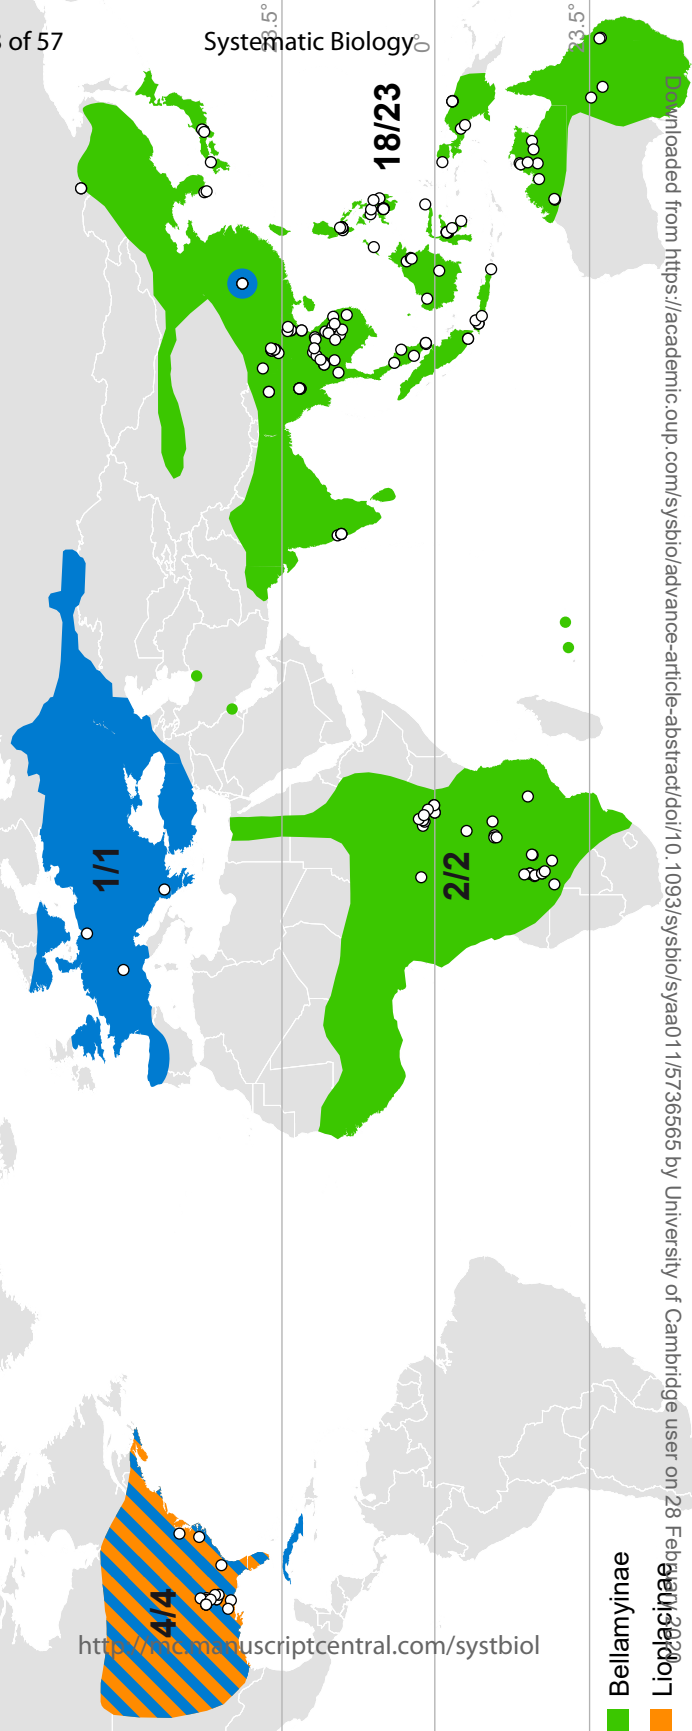 of 57
Systematic Biology
23.5°
0°
23.5°
18/23
1/1
2/2
4/4
Bellamyinae
Lioplacinae
http://mc.manuscriptcentral.com/systbiol
Downloaded from https://academic.oup.com/sysbio/advance-article-abstract/doi/10.1093/sysbio/syaa011/5736565 by University of Cambridge user on 28 February 2020